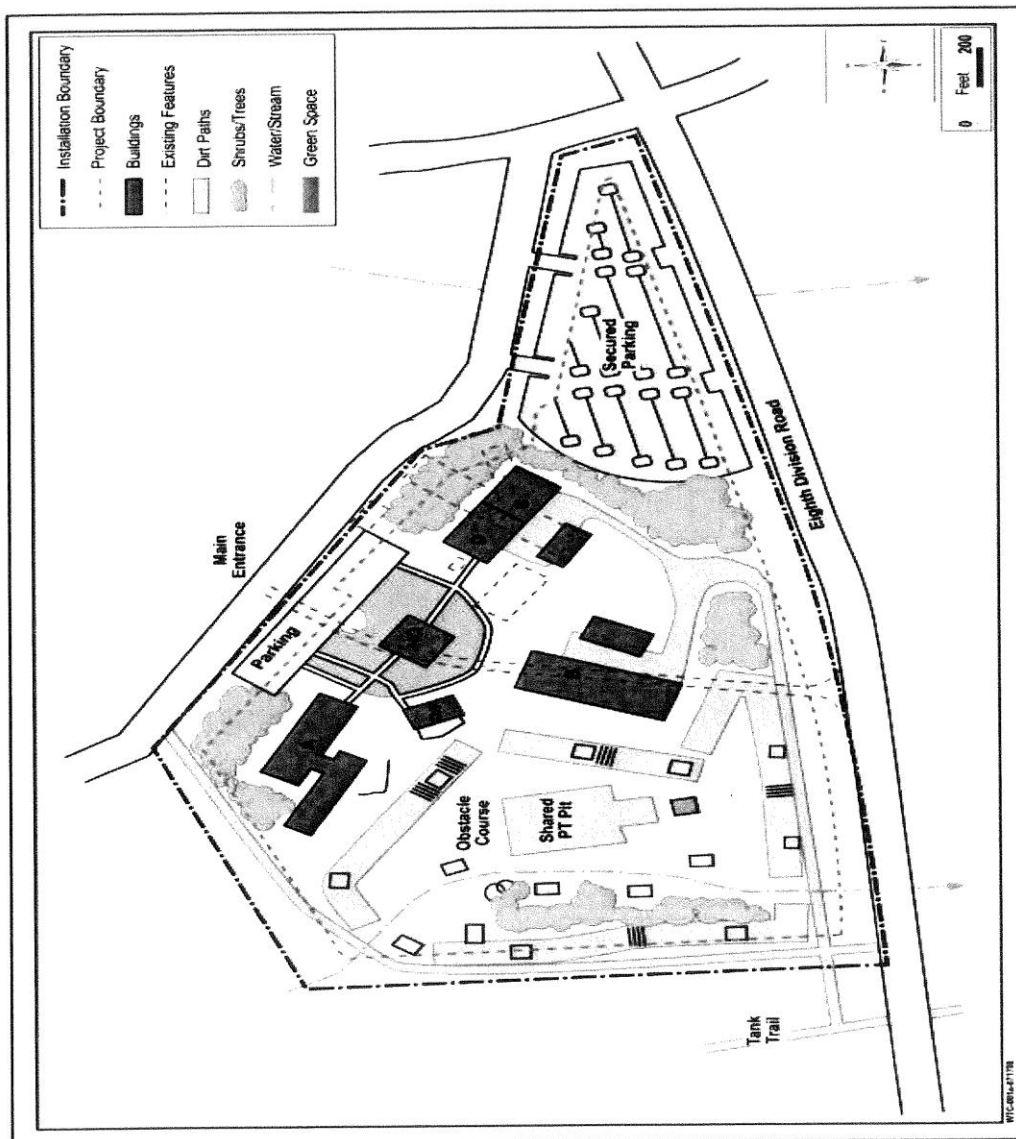 Installation Boundary
Project Boundary
Buildings
Existing Features
Dirt Paths
Shrubs/Trees
Water/Stream
Green Space
Main
Entrance
Parking
Secured
Parking
Eighth Division Road
Obstacle
Course
Shared
PT Pit
Tank
Trail
0 Feet 200